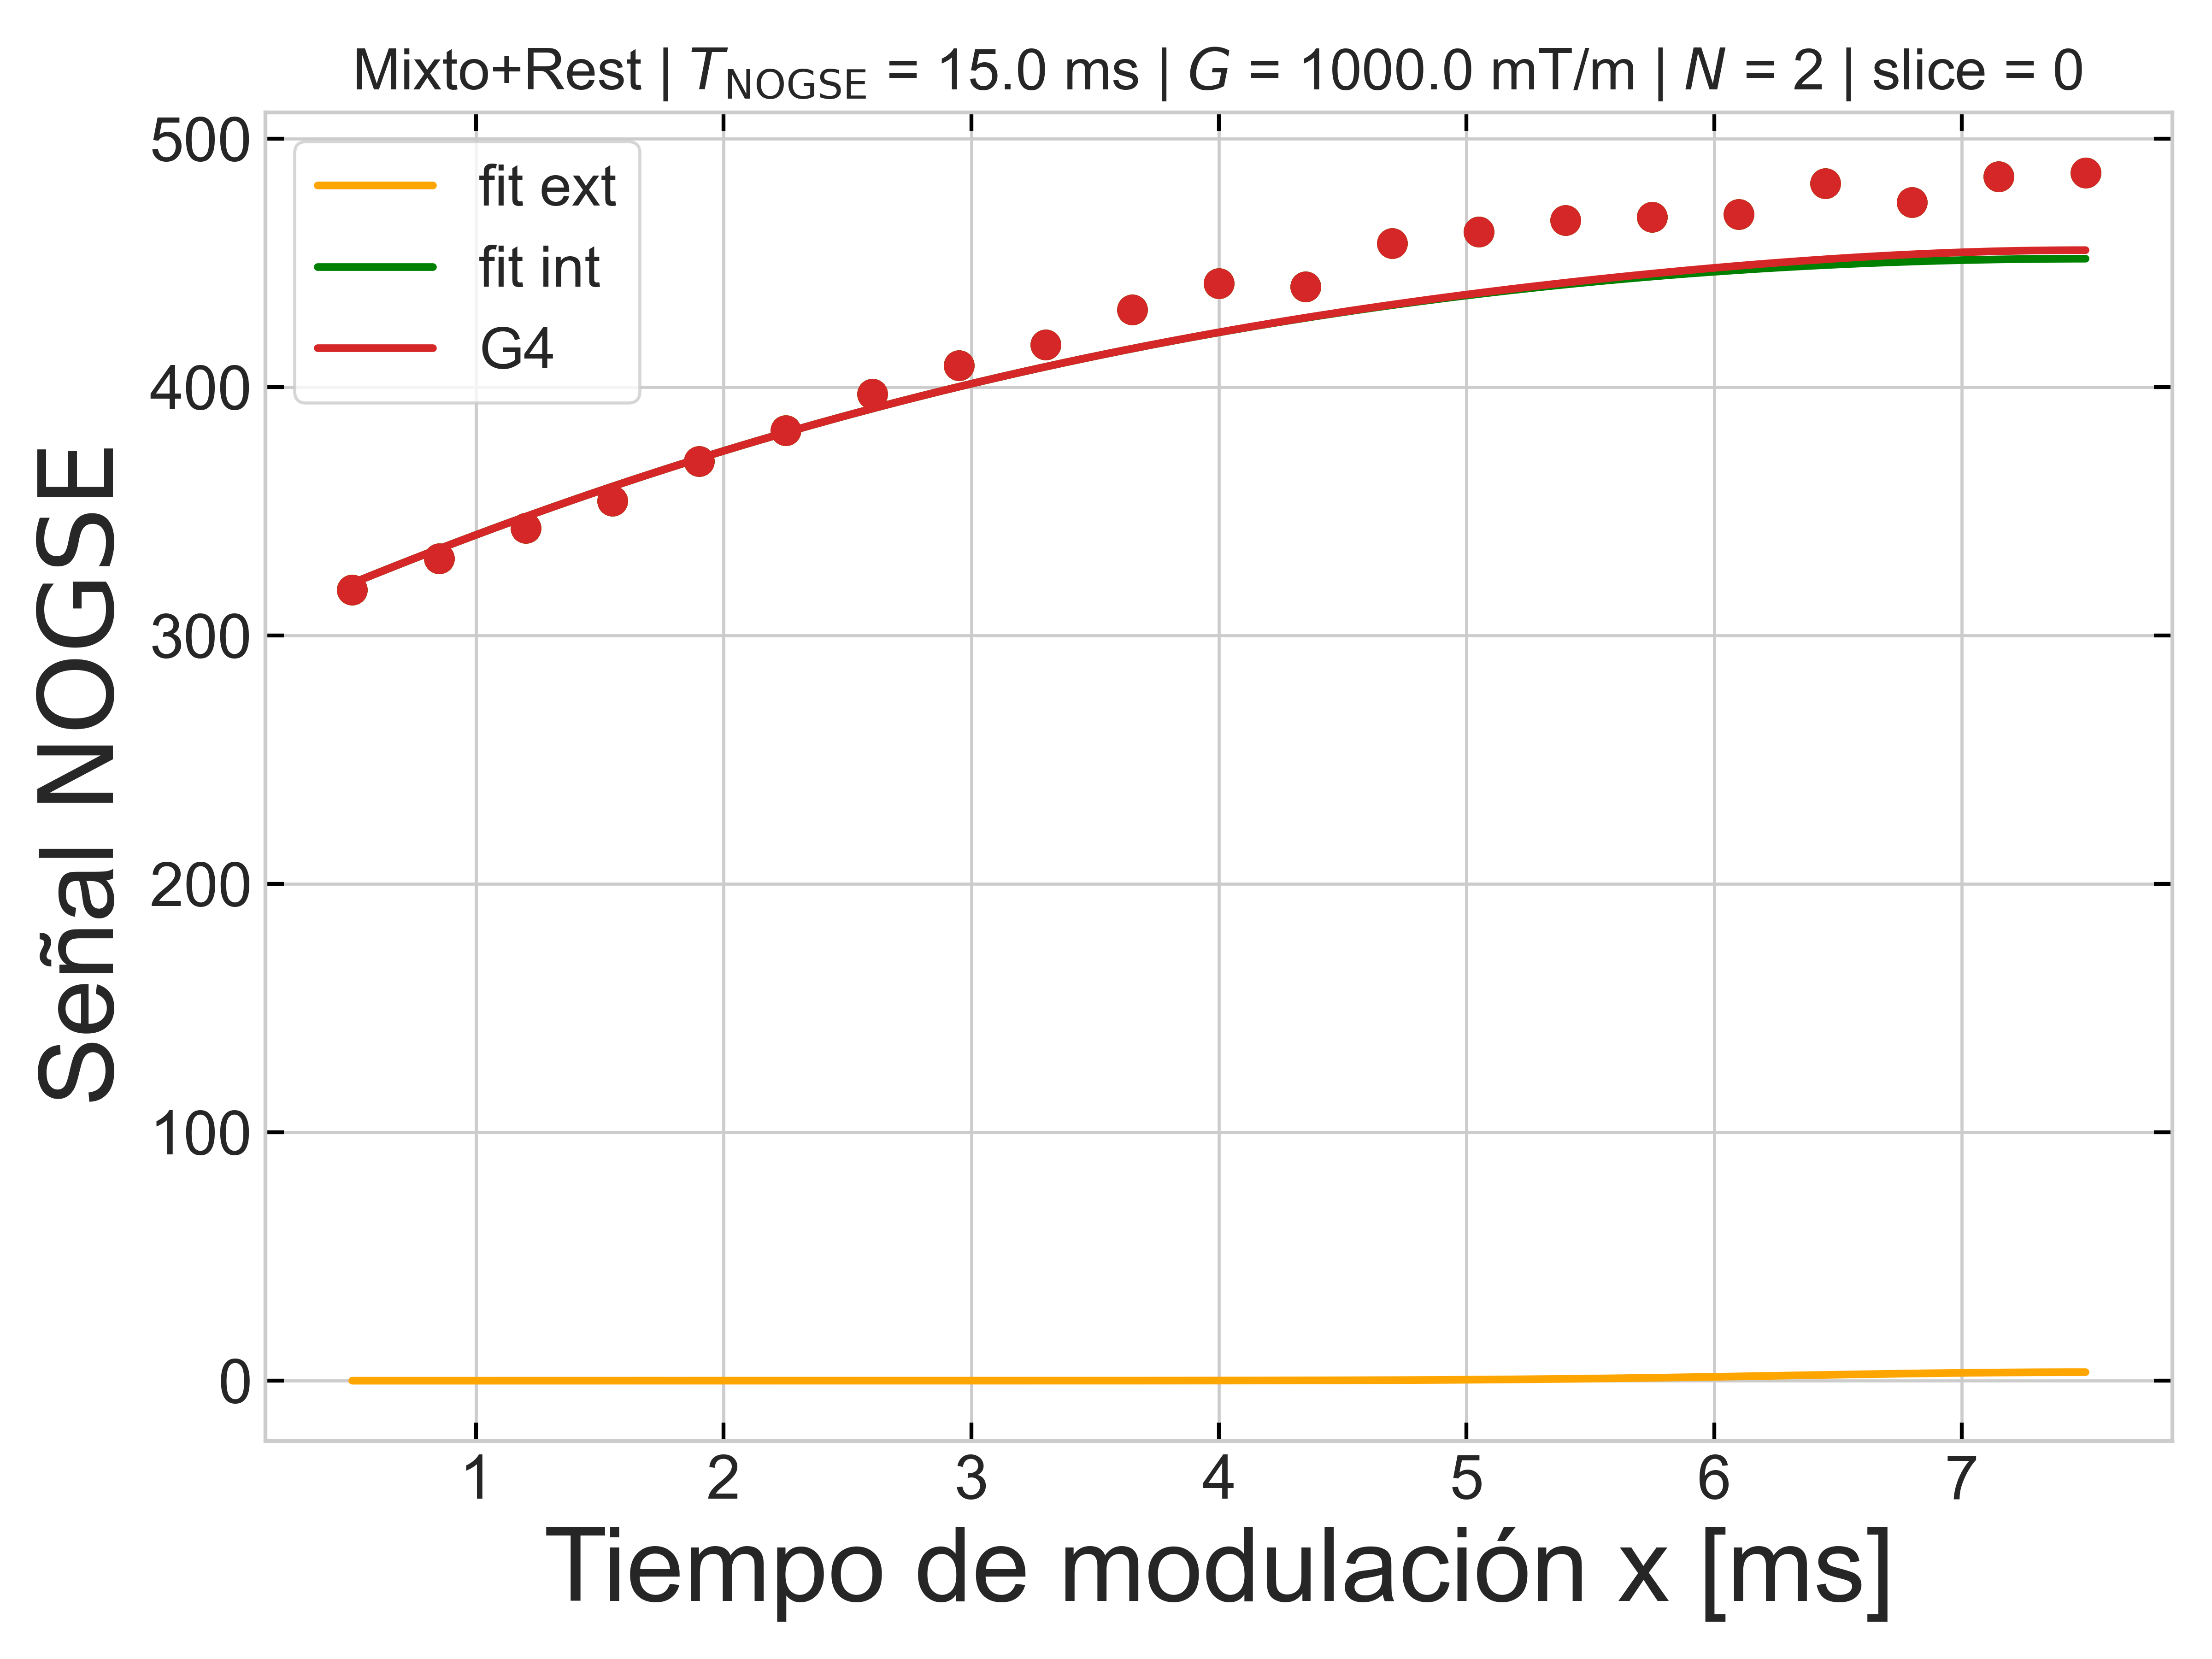 Mixto+Rest | T_NOGSE = 15.0 ms | G = 1000.0 mT/m | N = 2 | slice = 0
fit ext
fit int
G4
500
400
300
200
100
0
Señal NOGSE
1 2 3 4 5 6 7
Tiempo de modulación x [ms]